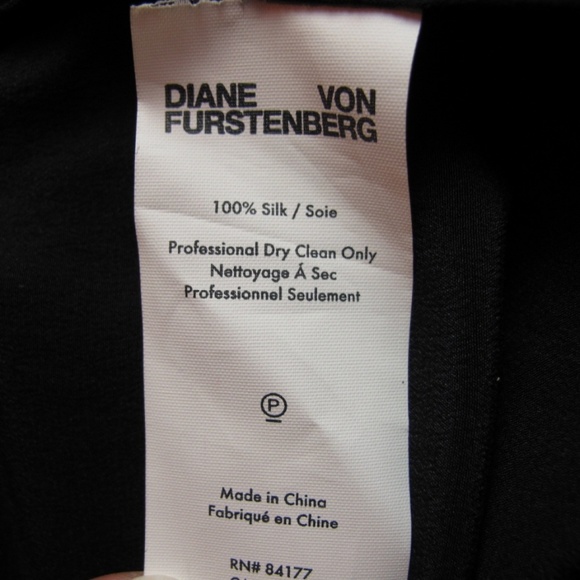 DIANE VON
FURSTENBERG
100% Silk / Soie
Professional Dry Clean Only
Nettoyage Á Sec
Professionnel Seulement
P
Made in China
Fabriqué en Chine
RN# 84177